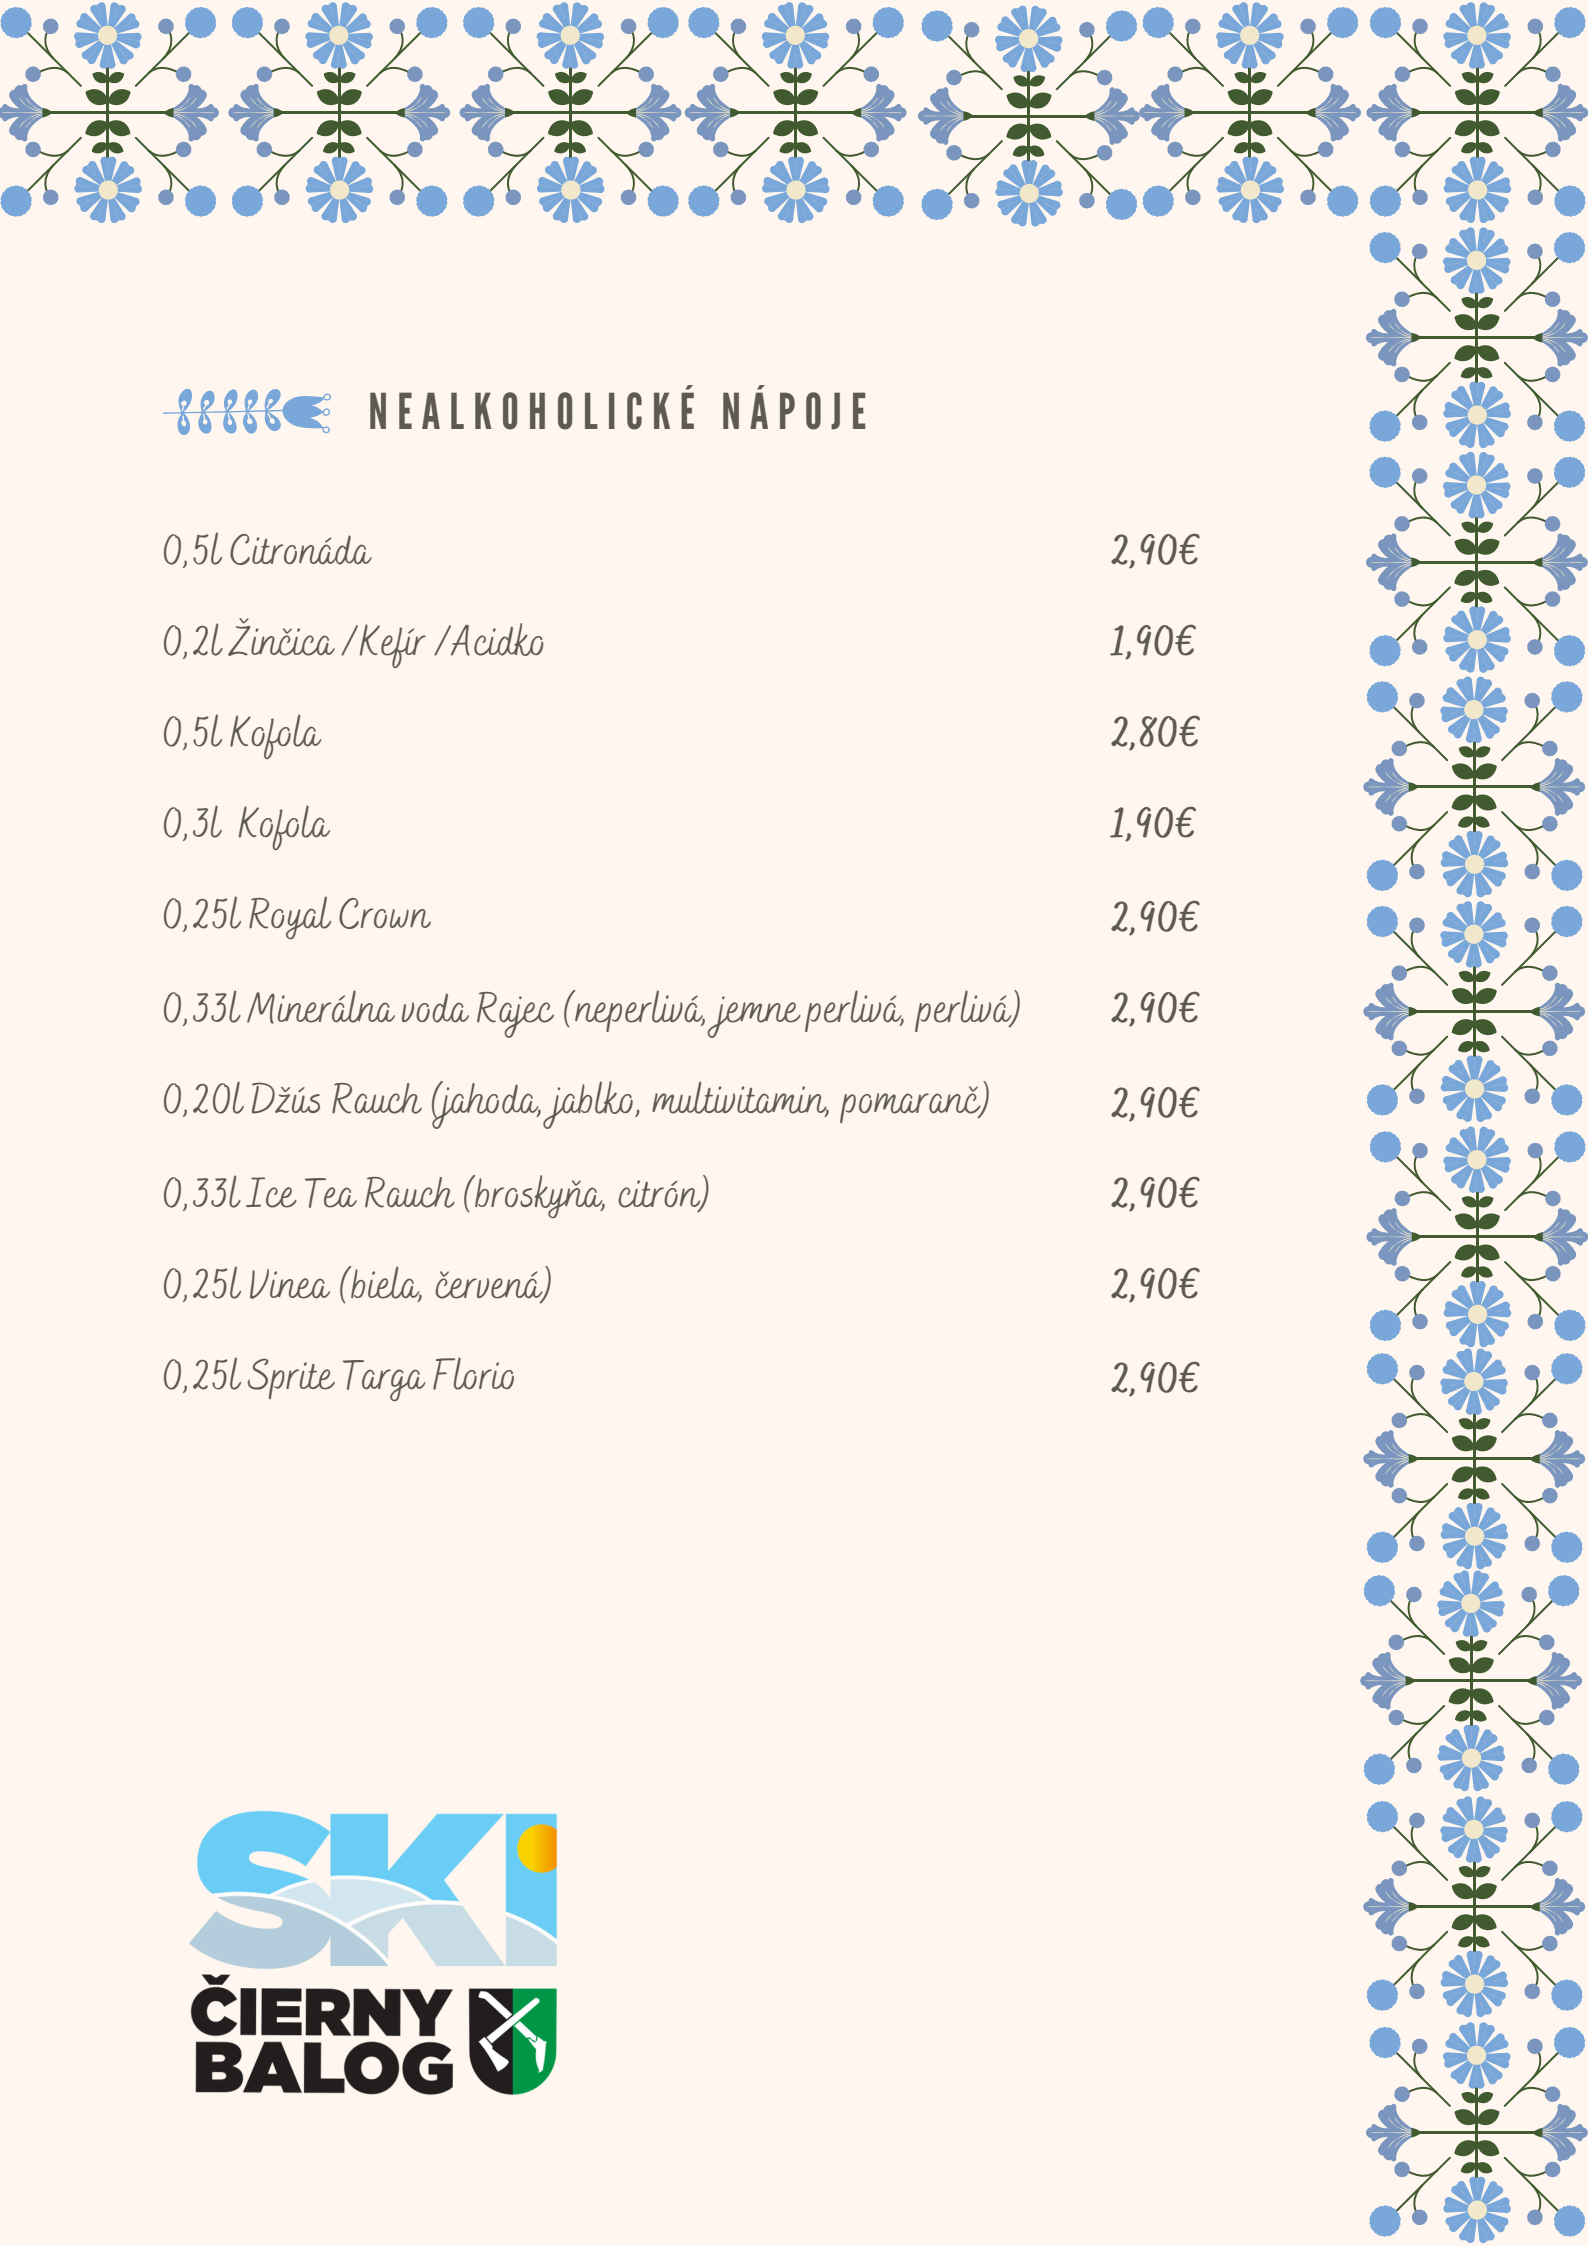 NEALKOHOLICKÉ NÁPOJE
0,5l Citronáda 2,90€
0,2l Žinčica /Kefír /Acidko 1,90€
0,5l Kofola 2,80€
0,3l Kofola 1,90€
0,25l Royal Crown 2,90€
0,33l Minerálna voda Rajec (neperlivá, jemne perlivá, perlivá) 2,90€
0,20l Džús Rauch (jahoda, jablko, multivitamin, pomaranč) 2,90€
0,33l Ice Tea Rauch (broskyňa, citrón) 2,90€
0,25l Vinea (biela, červená) 2,90€
0,25l Sprite Targa Florio 2,90€
SKI
ČIERNY
BALOG